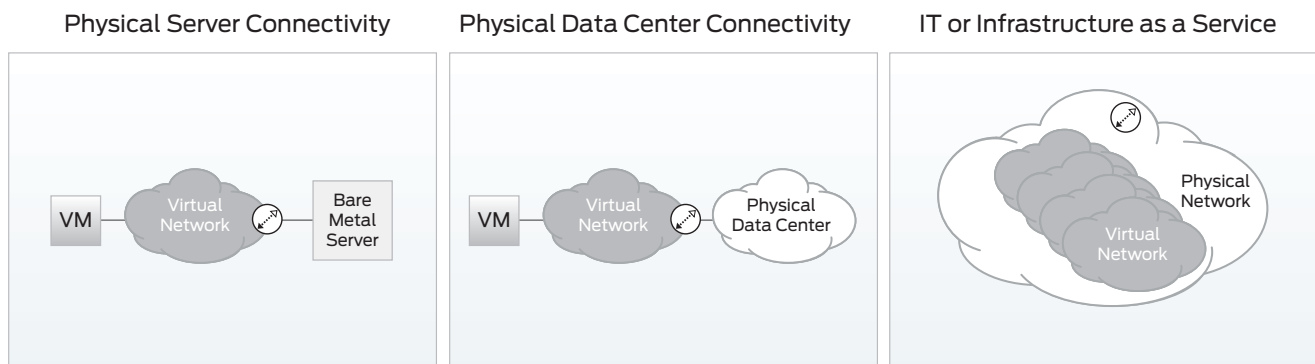 Physical Server Connectivity
Physical Data Center Connectivity
IT or Infrastructure as a Service
VM
Virtual
Network
Bare
Metal
Server
VM
Virtual
Network
Physical
Data Center
Physical
Network
Virtual
Network